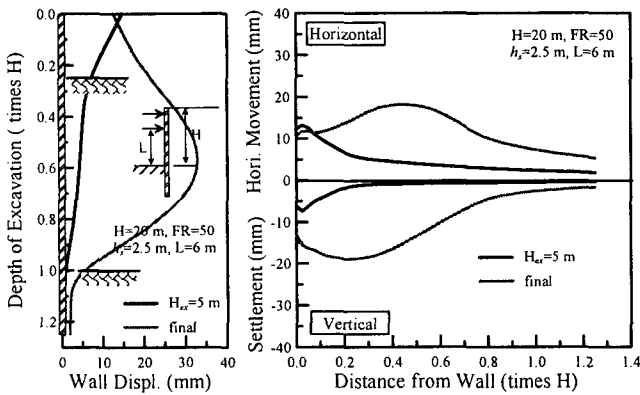 Depth of Excavation ( times H)
0.0
0.2
0.4
0.6
0.8
1.0
1.2
L
H
H=20 m, FR=50
hs=2.5 m, L=6 m
Hex=5 m
final
0 10 20 30 40
Wall Displ. (mm)
Hori. Movement (mm)
Settlement (mm)
40
30
20
10
0
-10
-20
-30
-40
Horizontal
H=20 m, FR=50
hs=2.5 m, L=6 m
Hex=5 m
final
Vertical
0.0 0.2 0.4 0.6 0.8 1.0 1.2 1.4
Distance from Wall (times H)